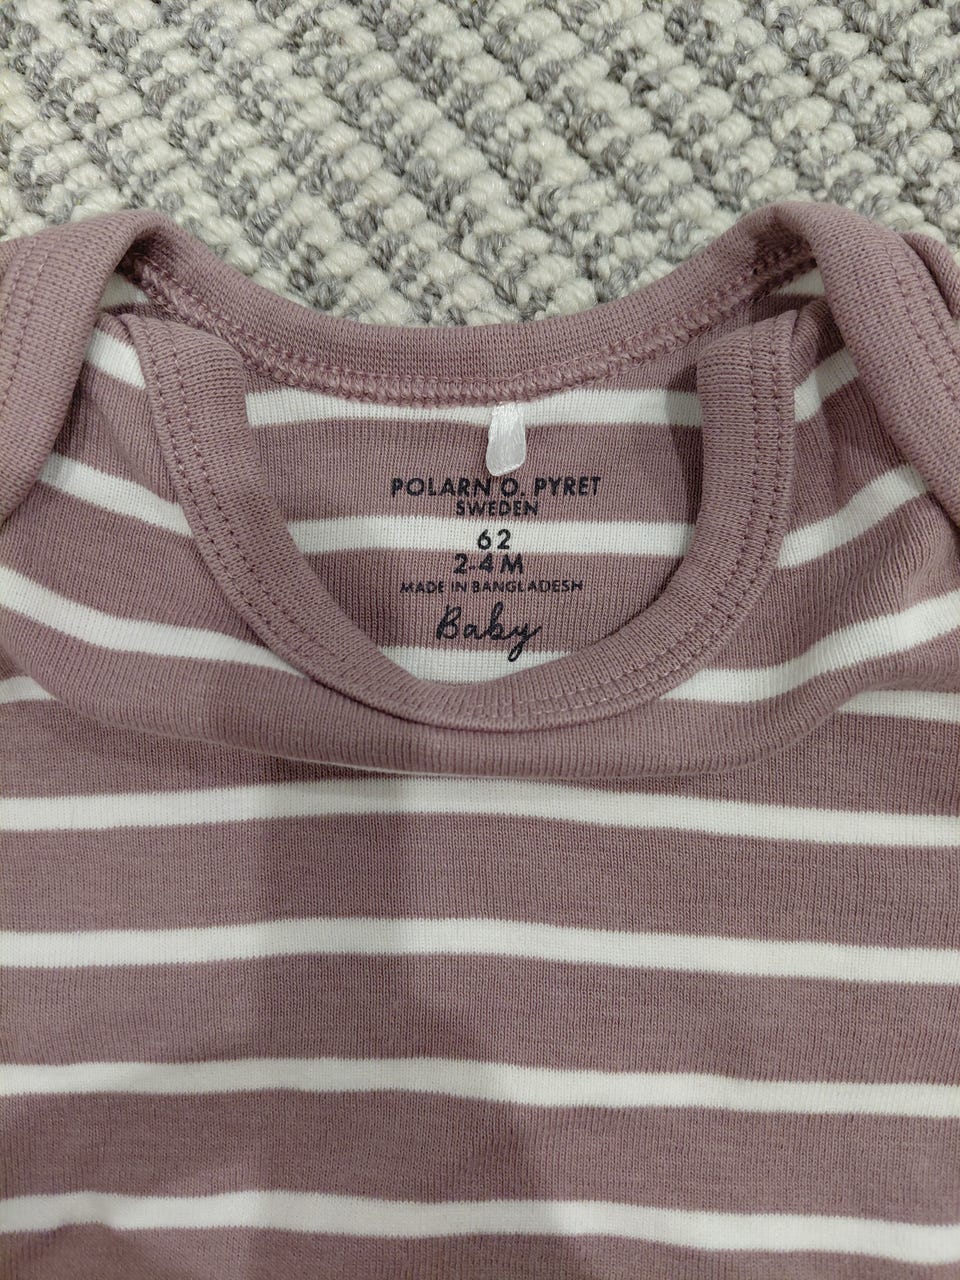 POLARN O. PYRET
SWEDEN
62
2-4 M
MADE IN BANGLADESH
Baby